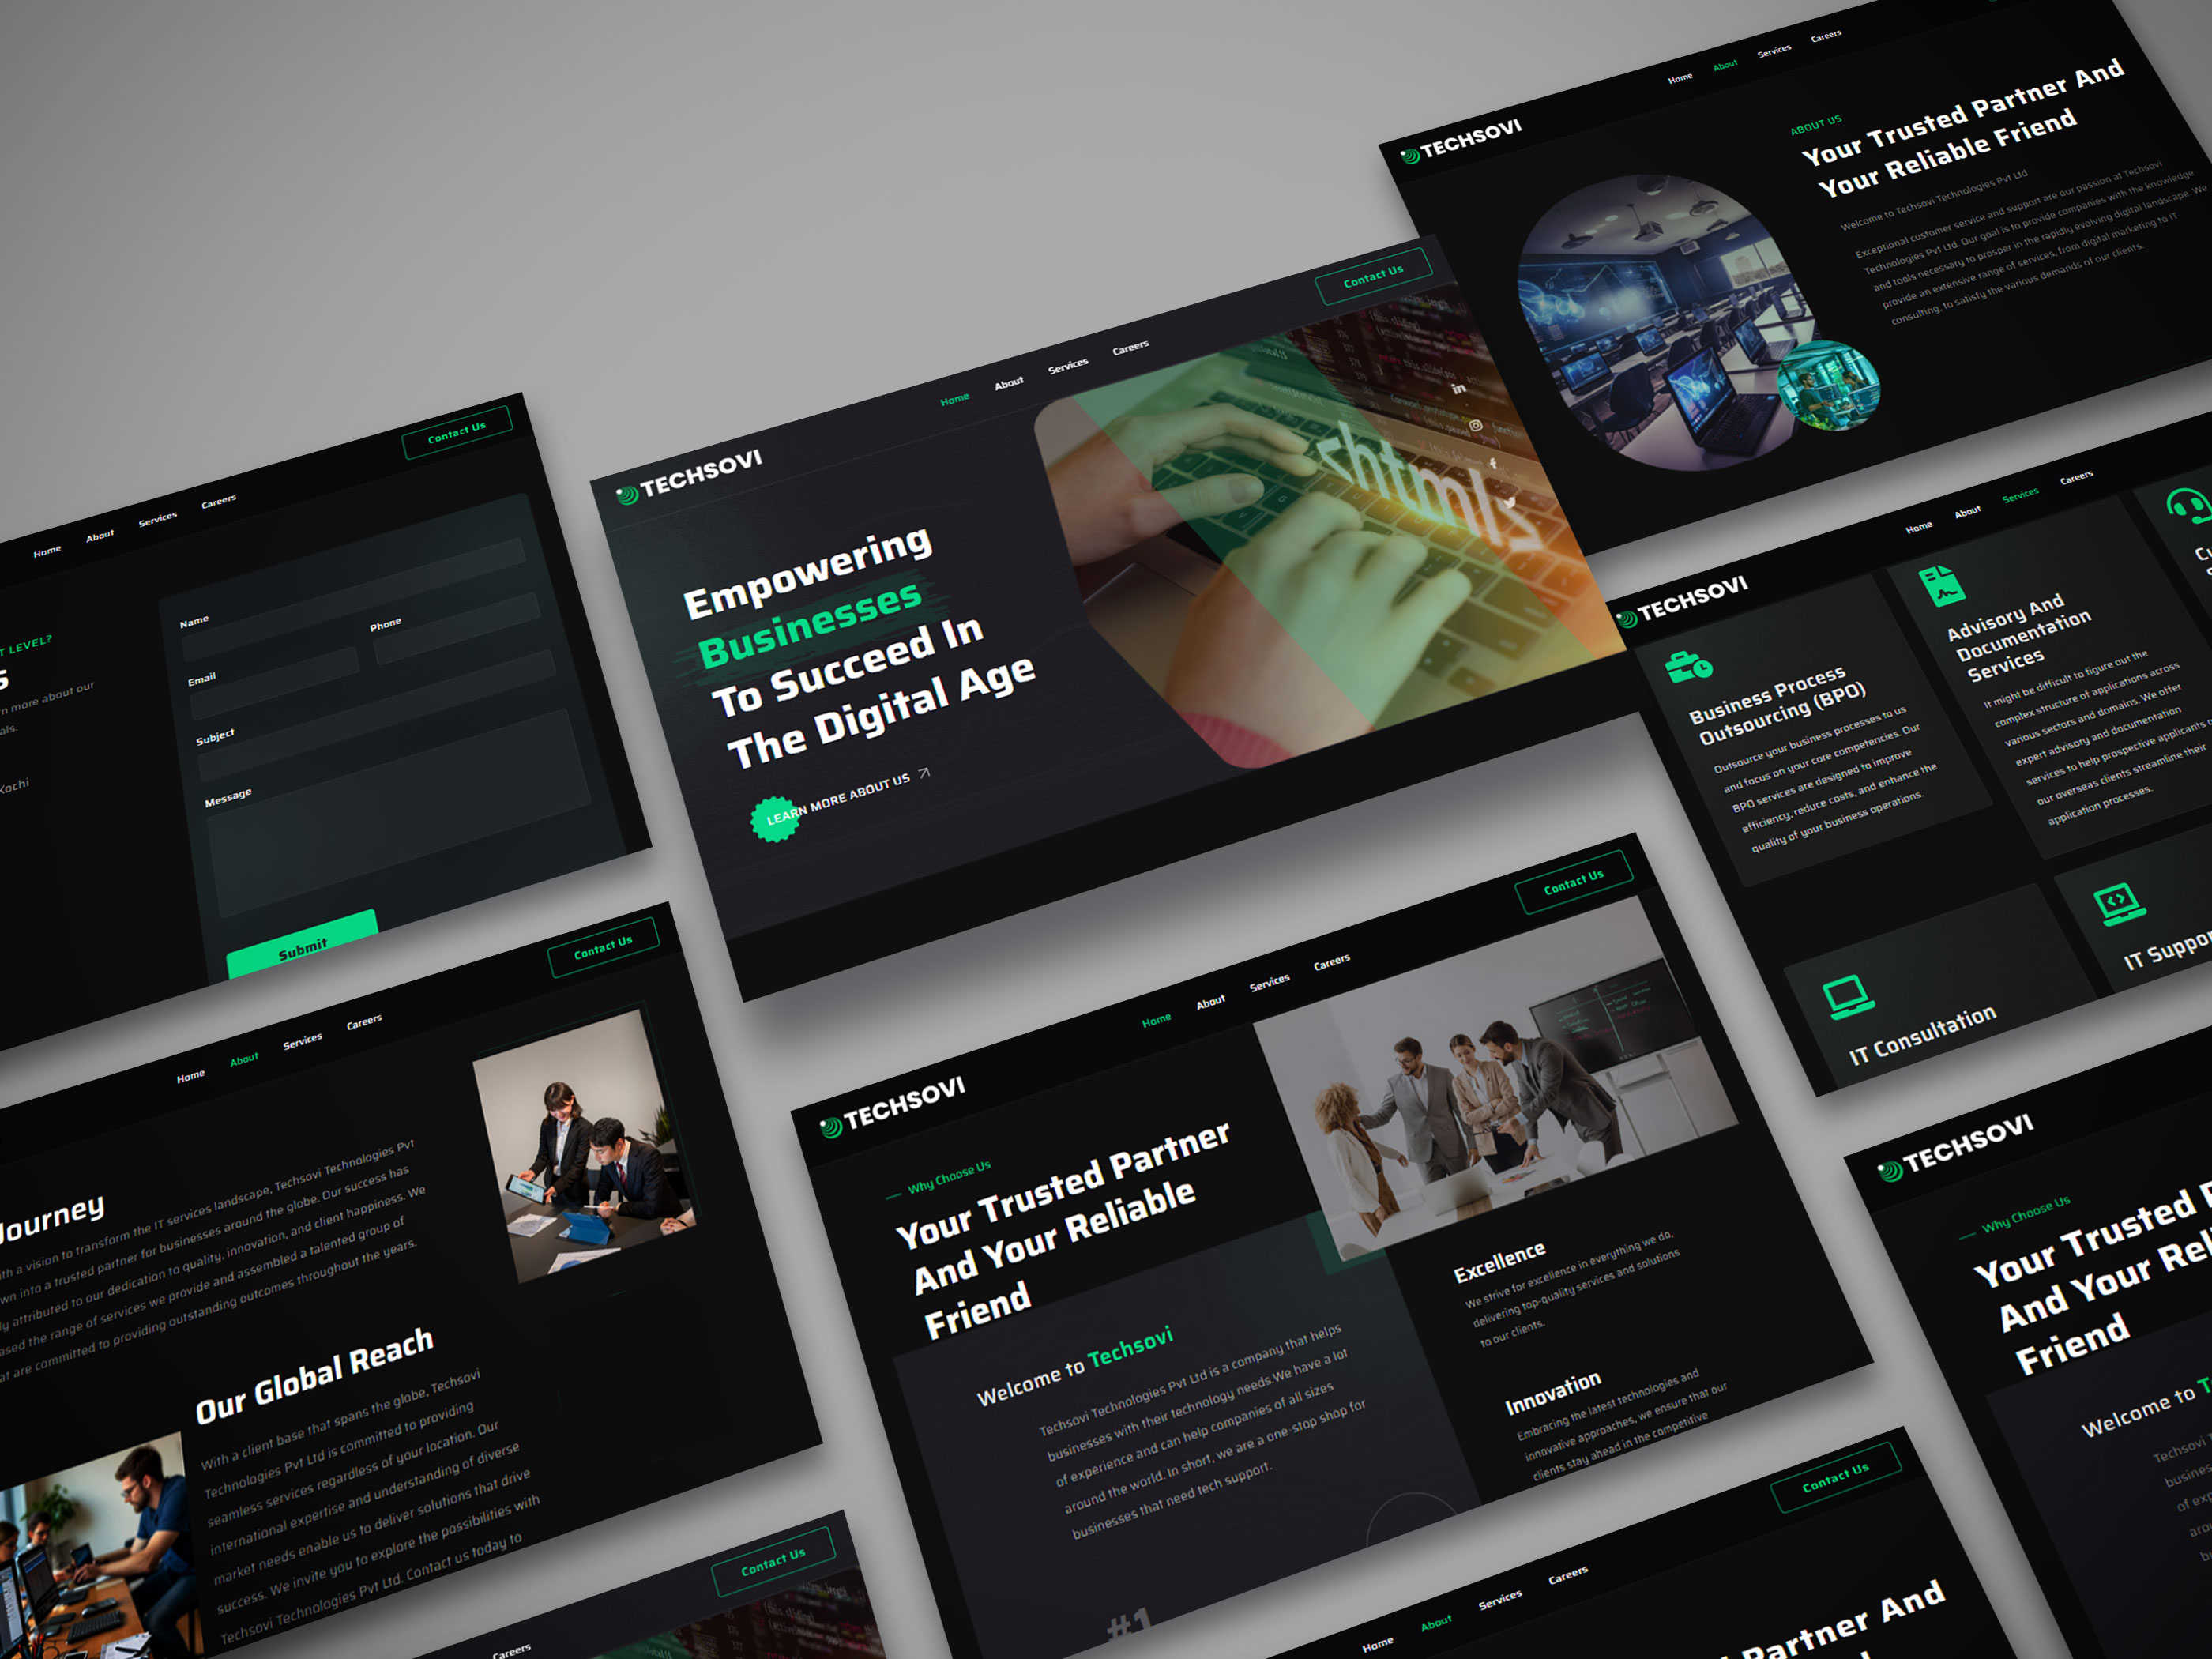 Home
About
Services
Careers
TECHSOVI
ABOUT US
Your Trusted Partner And
Your Reliable Friend
Welcome to Techsovi Technologies Pvt Ltd
Exceptional customer service and support are our passion at Techsovi
Technologies Pvt Ltd. Our goal is to provide companies with the knowledge
and tools necessary to prosper in the rapidly evolving digital landscape. We
provide an extensive range of services, from digital marketing to IT
consulting, to satisfy the various demands of our clients.
Contact Us
Home
About
Services
Careers
TECHSOVI
Empowering
Businesses
To Succeed In
The Digital Age
LEARN MORE ABOUT US
<html>
in
Contact Us
Home
About
Services
Careers
T LEVEL?
s
n more about our
als.
Kochi
Name
Email
Phone
Subject
Message
Submit
Home
About
Services
Careers
TECHSOVI
Business Process
Outsourcing (BPO)
Outsource your business processes to us
and focus on your core competencies. Our
BPO services are designed to improve
efficiency, reduce costs, and enhance the
quality of your business operations.
Advisory And
Documentation
Services
It might be difficult to figure out the
complex structure of applications across
various sectors and domains. We offer
expert advisory and documentation
services to help prospective applicants
our overseas clients streamline their
application processes.
IT Consultation
IT Suppor
Contact Us
Home
About
Services
Careers
Journey
ith a vision to transform the IT services landscape, Techsovi Technologies Pvt
wn into a trusted partner for businesses around the globe. Our success has
ly attributed to our dedication to quality, innovation, and client happiness. We
ased the range of services we provide and assembled a talented group of
at are committed to providing outstanding outcomes throughout the years.
Our Global Reach
With a client base that spans the globe, Techsovi
Technologies Pvt Ltd is committed to providing
seamless services regardless of your location. Our
international expertise and understanding of diverse
market needs enable us to deliver solutions that drive
success. We invite you to explore the possibilities with
Techsovi Technologies Pvt Ltd. Contact us today to
Contact Us
Home
About
Services
Careers
TECHSOVI
Why Choose Us
Your Trusted Partner
And Your Reliable
Friend
Welcome to Techsovi
Techsovi Technologies Pvt Ltd is a company that helps
businesses with their technology needs.We have a lot
of experience and can help companies of all sizes
around the world. In short, we are a one-stop shop for
businesses that need tech support.
#1
Excellence
We strive for excellence in everything we do,
delivering top-quality services and solutions
to our clients.
Innovation
Embracing the latest technologies and
innovative approaches, we ensure that our
clients stay ahead in the competitive
TECHSOVI
Why Choose Us
Your Trusted
And Your Rel
Friend
Welcome to T
Techsovi T
busines
of exp
arou
Contact Us
Careers
Contact Us
Home
About
Services
Careers
Partner And